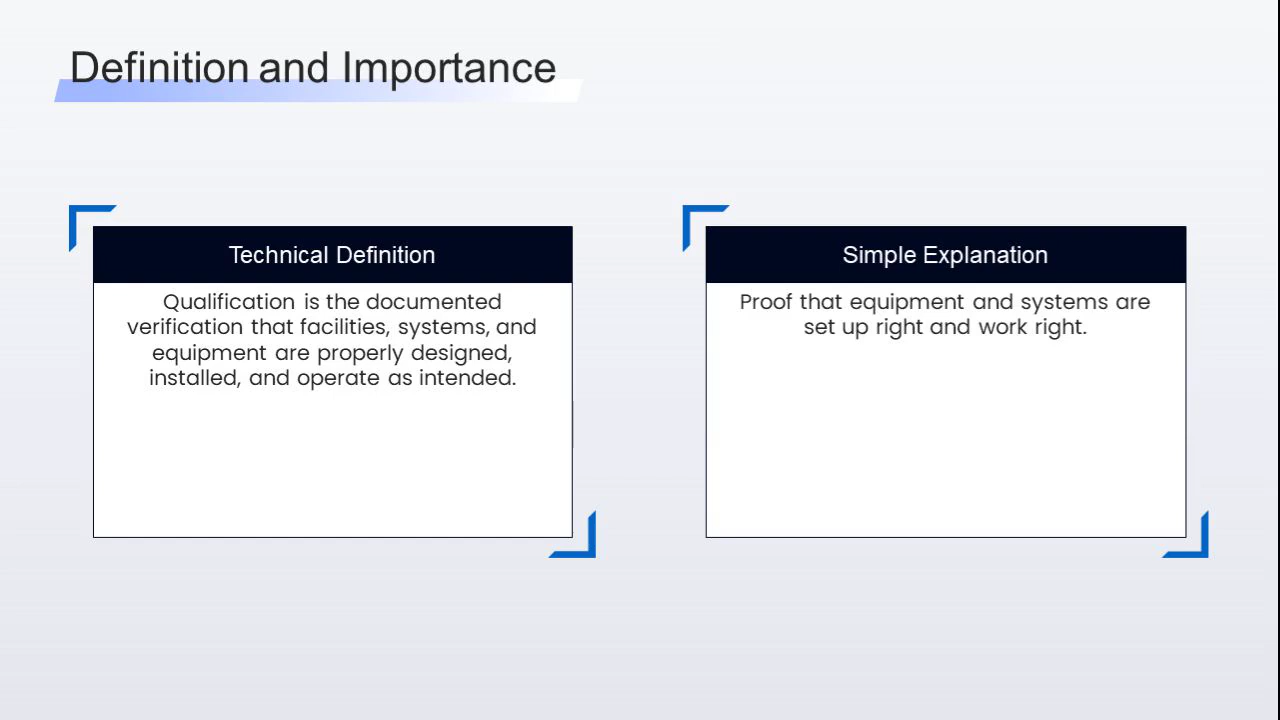 Definition and Importance
Technical Definition
Qualification is the documented
verification that facilities, systems, and
equipment are properly designed,
installed, and operate as intended.
Simple Explanation
Proof that equipment and systems are
set up right and work right.